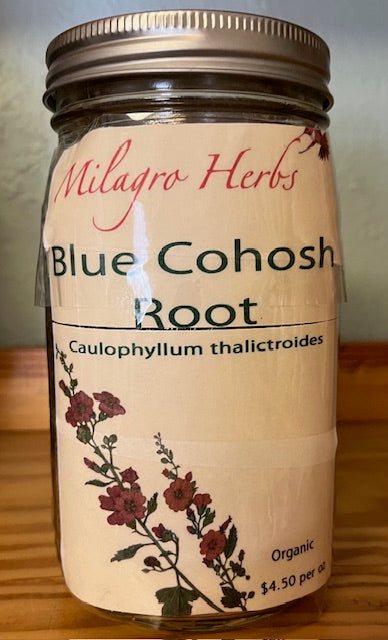 Milagro Herbs
Blue Cohosh
Root
Caulophyllum thalictroides
Organic
$4.50 per oz